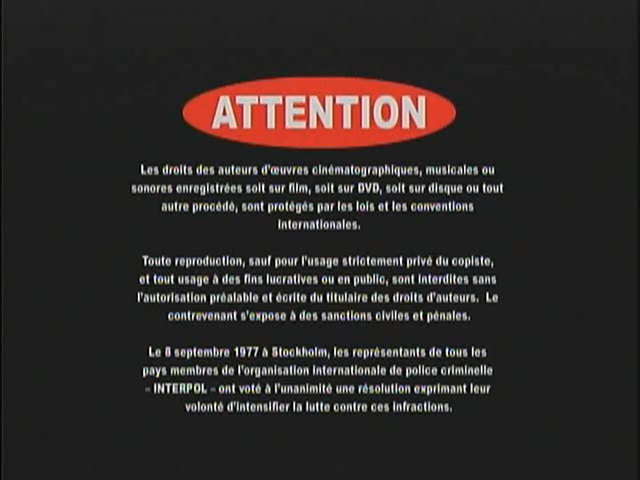 ATTENTION
Les droits des auteurs d'œuvres cinématographiques, musicales ou
sonores enregistrées soit sur film, soit sur DVD, soit sur disque ou tout
autre procédé, sont protégés par les lois et les conventions
internationales.
Toute reproduction, sauf pour l'usage strictement privé du copiste,
et tout usage à des fins lucratives ou en public, sont interdites sans
l'autorisation préalable et écrite du titulaire des droits d'auteurs. Le
contrevenant s'expose à des sanctions civiles et pénales.
Le 8 septembre 1977 à Stockholm, les représentants de tous les
pays membres de l'organisation internationale de police criminelle
- INTERPOL - ont voté à l'unanimité une résolution exprimant leur
volonté d'intensifier la lutte contre ces infractions.